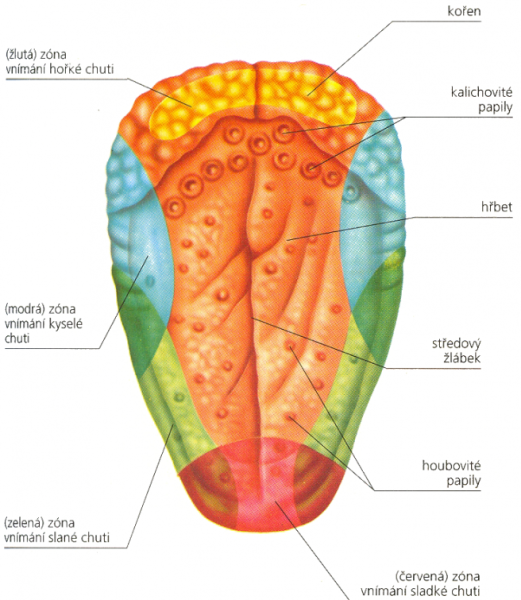 kořen
(žlutá) zóna
vnímání hořké chuti
kalichovité
papily
hřbet
(modrá) zóna
vnímání kyselé
chuti
středový
žlábek
houbovité
papily
(zelená) zóna
vnímání slané chuti
(červená) zóna
vnímání sladké chuti